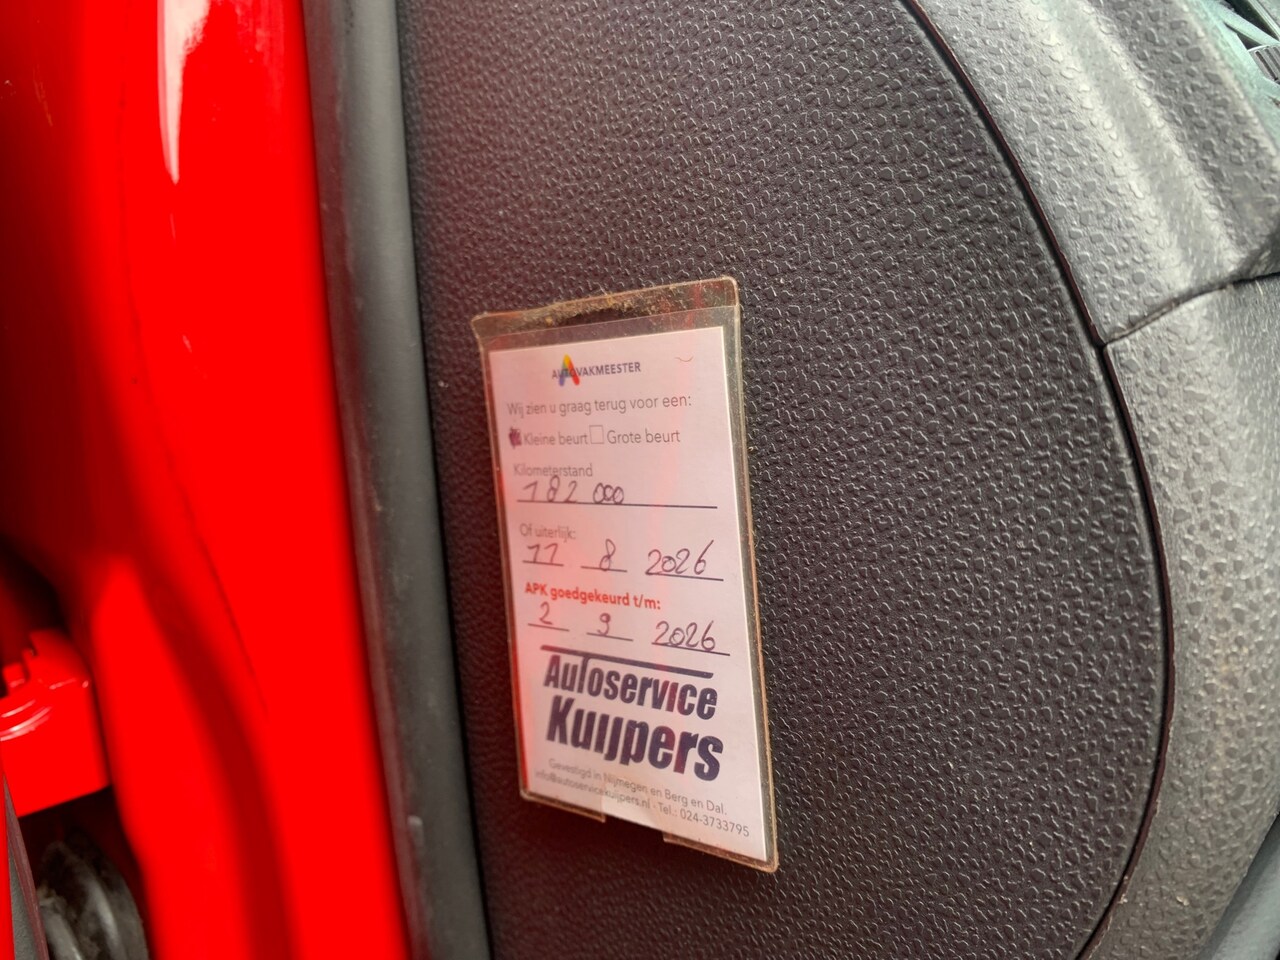 AUTOVAKMEESTER
Wij zien u graag terug voor een:
Kleine beurt Grote beurt
Kilometerstand
182 000
Of uiterlijk:
11 8 2026
APK goedgekeurd t/m:
2 9 2026
Autoservice
Kuijpers
Gevestigd in Nijmegen en Berg en Dal.
info@autoservicekuijpers.nl - Tel.: 024-3733795